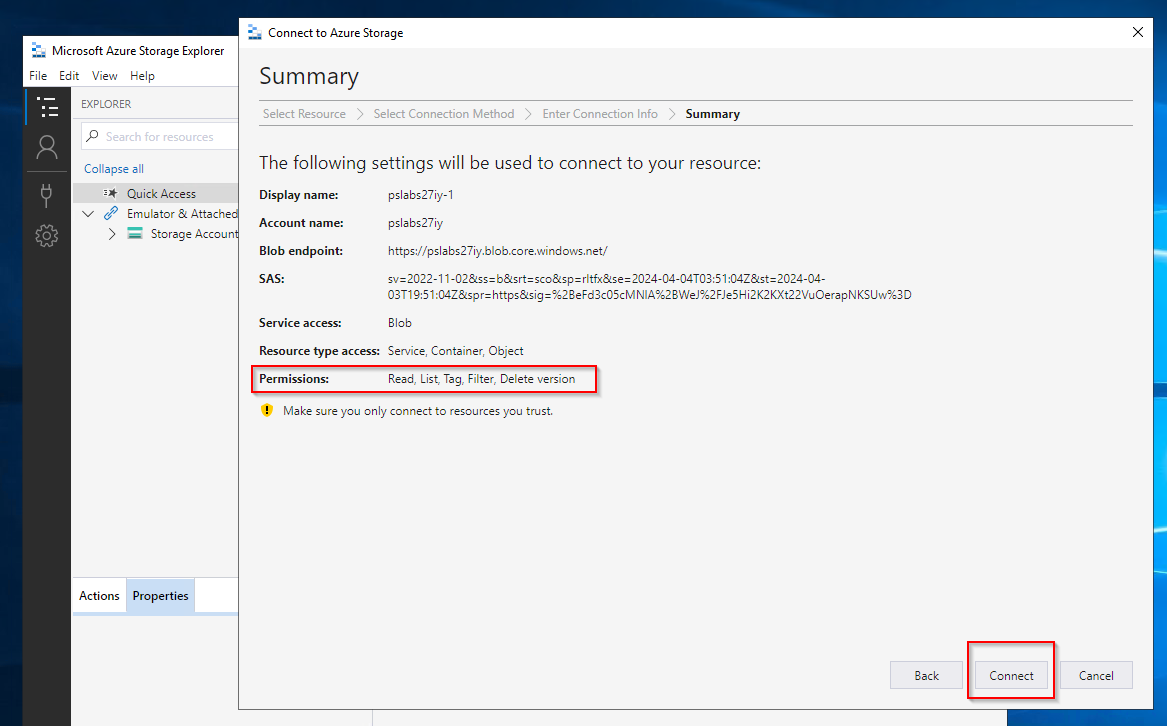 Microsoft Azure Storage Explorer
File Edit View Help
EXPLORER
Search for resources
Collapse all
Quick Access
Emulator & Attached
Storage Account
Actions Properties
Connect to Azure Storage
Summary
Select Resource Select Connection Method Enter Connection Info Summary
The following settings will be used to connect to your resource:
Display name: pslabs27iy-1
Account name: pslabs27iy
Blob endpoint: https://pslabs27iy.blob.core.windows.net/
SAS: sv=2022-11-02&ss=b&srt=sco&sp=rltfx&se=2024-04-04T03:51:04Z&st=2024-04-
03T19:51:04Z&spr=https&sig=%2BeFd3c05cMNIA%2BWeJ%2FJe5Hi2K2KXt22VuOerapNKSUw%3D
Service access: Blob
Resource type access: Service, Container, Object
Permissions: Read, List, Tag, Filter, Delete version
Make sure you only connect to resources you trust.
Back Connect Cancel